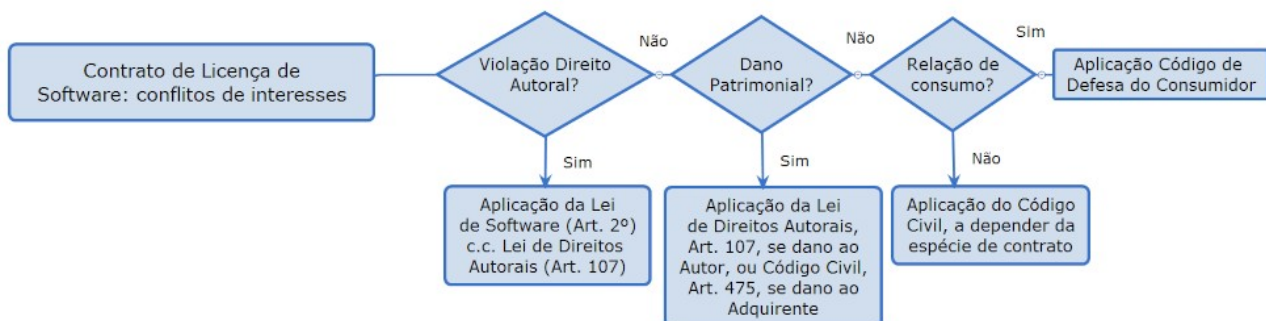 Contrato de Licença de
Software: conflitos de interesses
Violação Direito
Autoral?
Não
Dano
Patrimonial?
Não
Relação de
consumo?
Sim
Aplicação Código de
Defesa do Consumidor
Sim
Aplicação da Lei
de Software (Art. 2º)
c.c. Lei de Direitos
Autorais (Art. 107)
Sim
Aplicação da Lei
de Direitos Autorais,
Art. 107, se dano ao
Autor, ou Código Civil,
Art. 475, se dano ao
Adquirente
Não
Aplicação do Código
Civil, a depender da
espécie de contrato